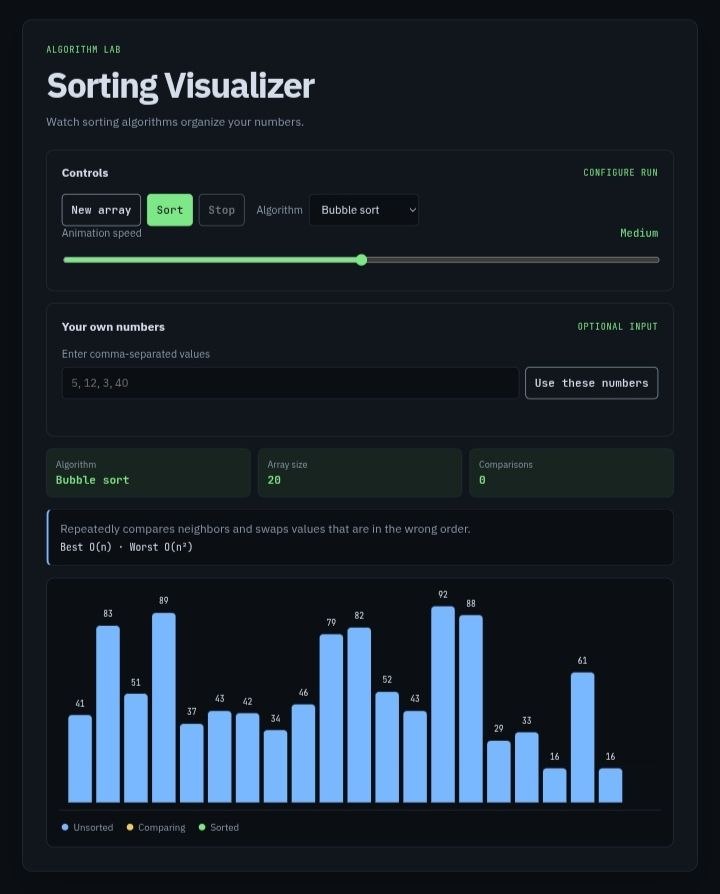 ALGORITHM LAB
Sorting Visualizer
Watch sorting algorithms organize your numbers.
Controls CONFIGURE RUN
New array Sort Stop Algorithm Bubble sort
Animation speed Medium
Your own numbers OPTIONAL INPUT
Enter comma-separated values
5, 12, 3, 40 Use these numbers
Algorithm Array size Comparisons
Bubble sort 20 0
Repeatedly compares neighbors and swaps values that are in the wrong order.
Best O(n) · Worst O(n²)
41 83 51 89 37 43 42 34 46 79 82 52 43 92 88 29 33 16 61 16
Unsorted Comparing Sorted